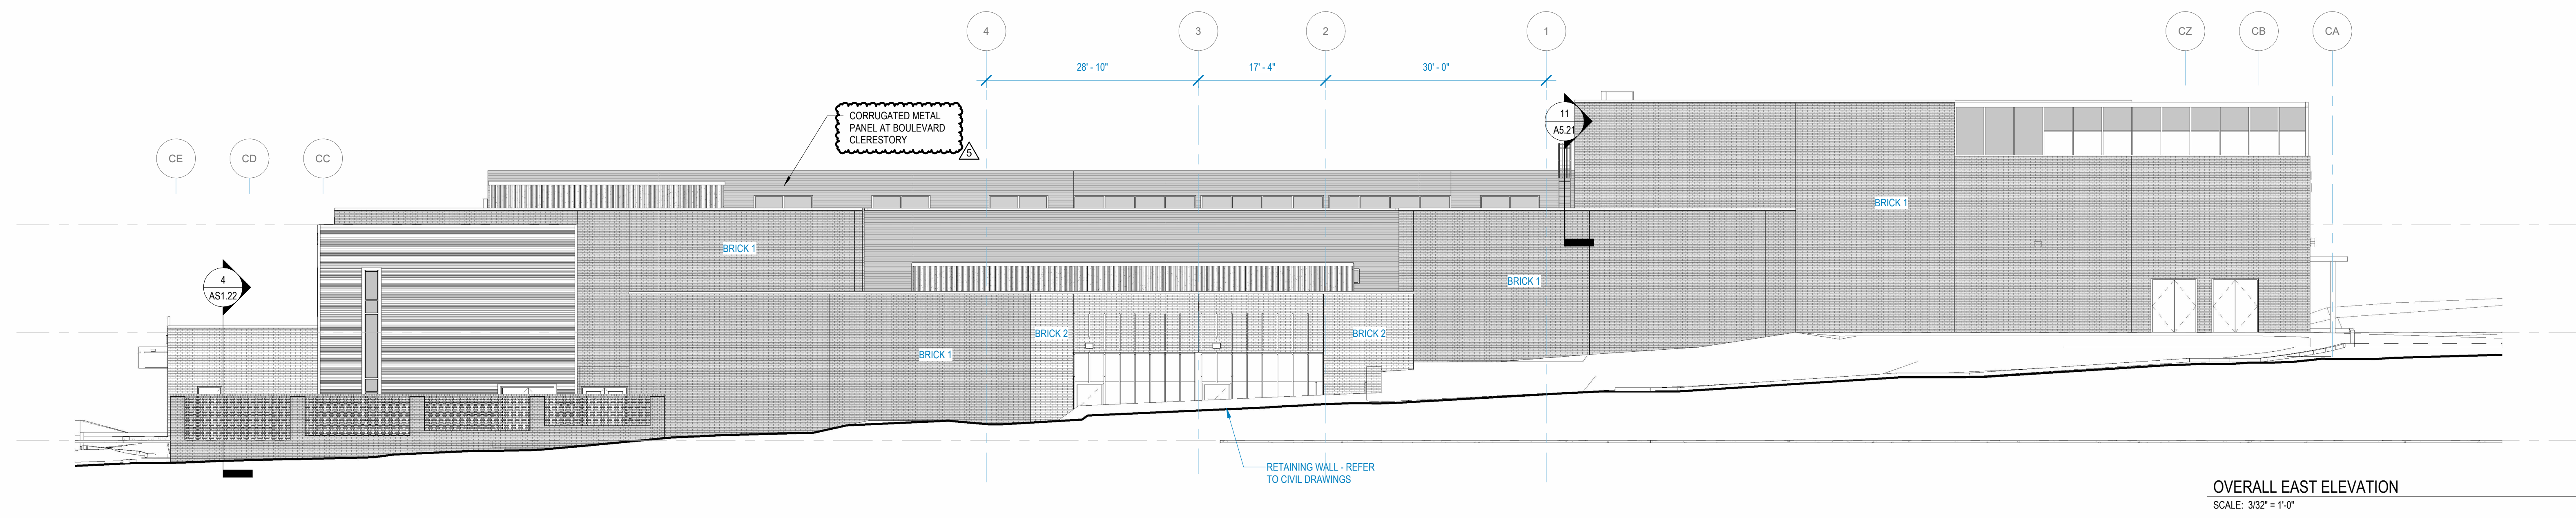 4
3
2
1
CZ
CB
CA
28' - 10"
17' - 4"
30' - 0"
CORRUGATED METAL
PANEL AT BOULEVARD
CLERESTORY
5
11
A5.21
CE
CD
CC
BRICK 1
BRICK 1
BRICK 1
4
AS1.22
BRICK 2
BRICK 2
BRICK 1
RETAINING WALL - REFER
TO CIVIL DRAWINGS
OVERALL EAST ELEVATION
SCALE: 3/32" = 1'-0"